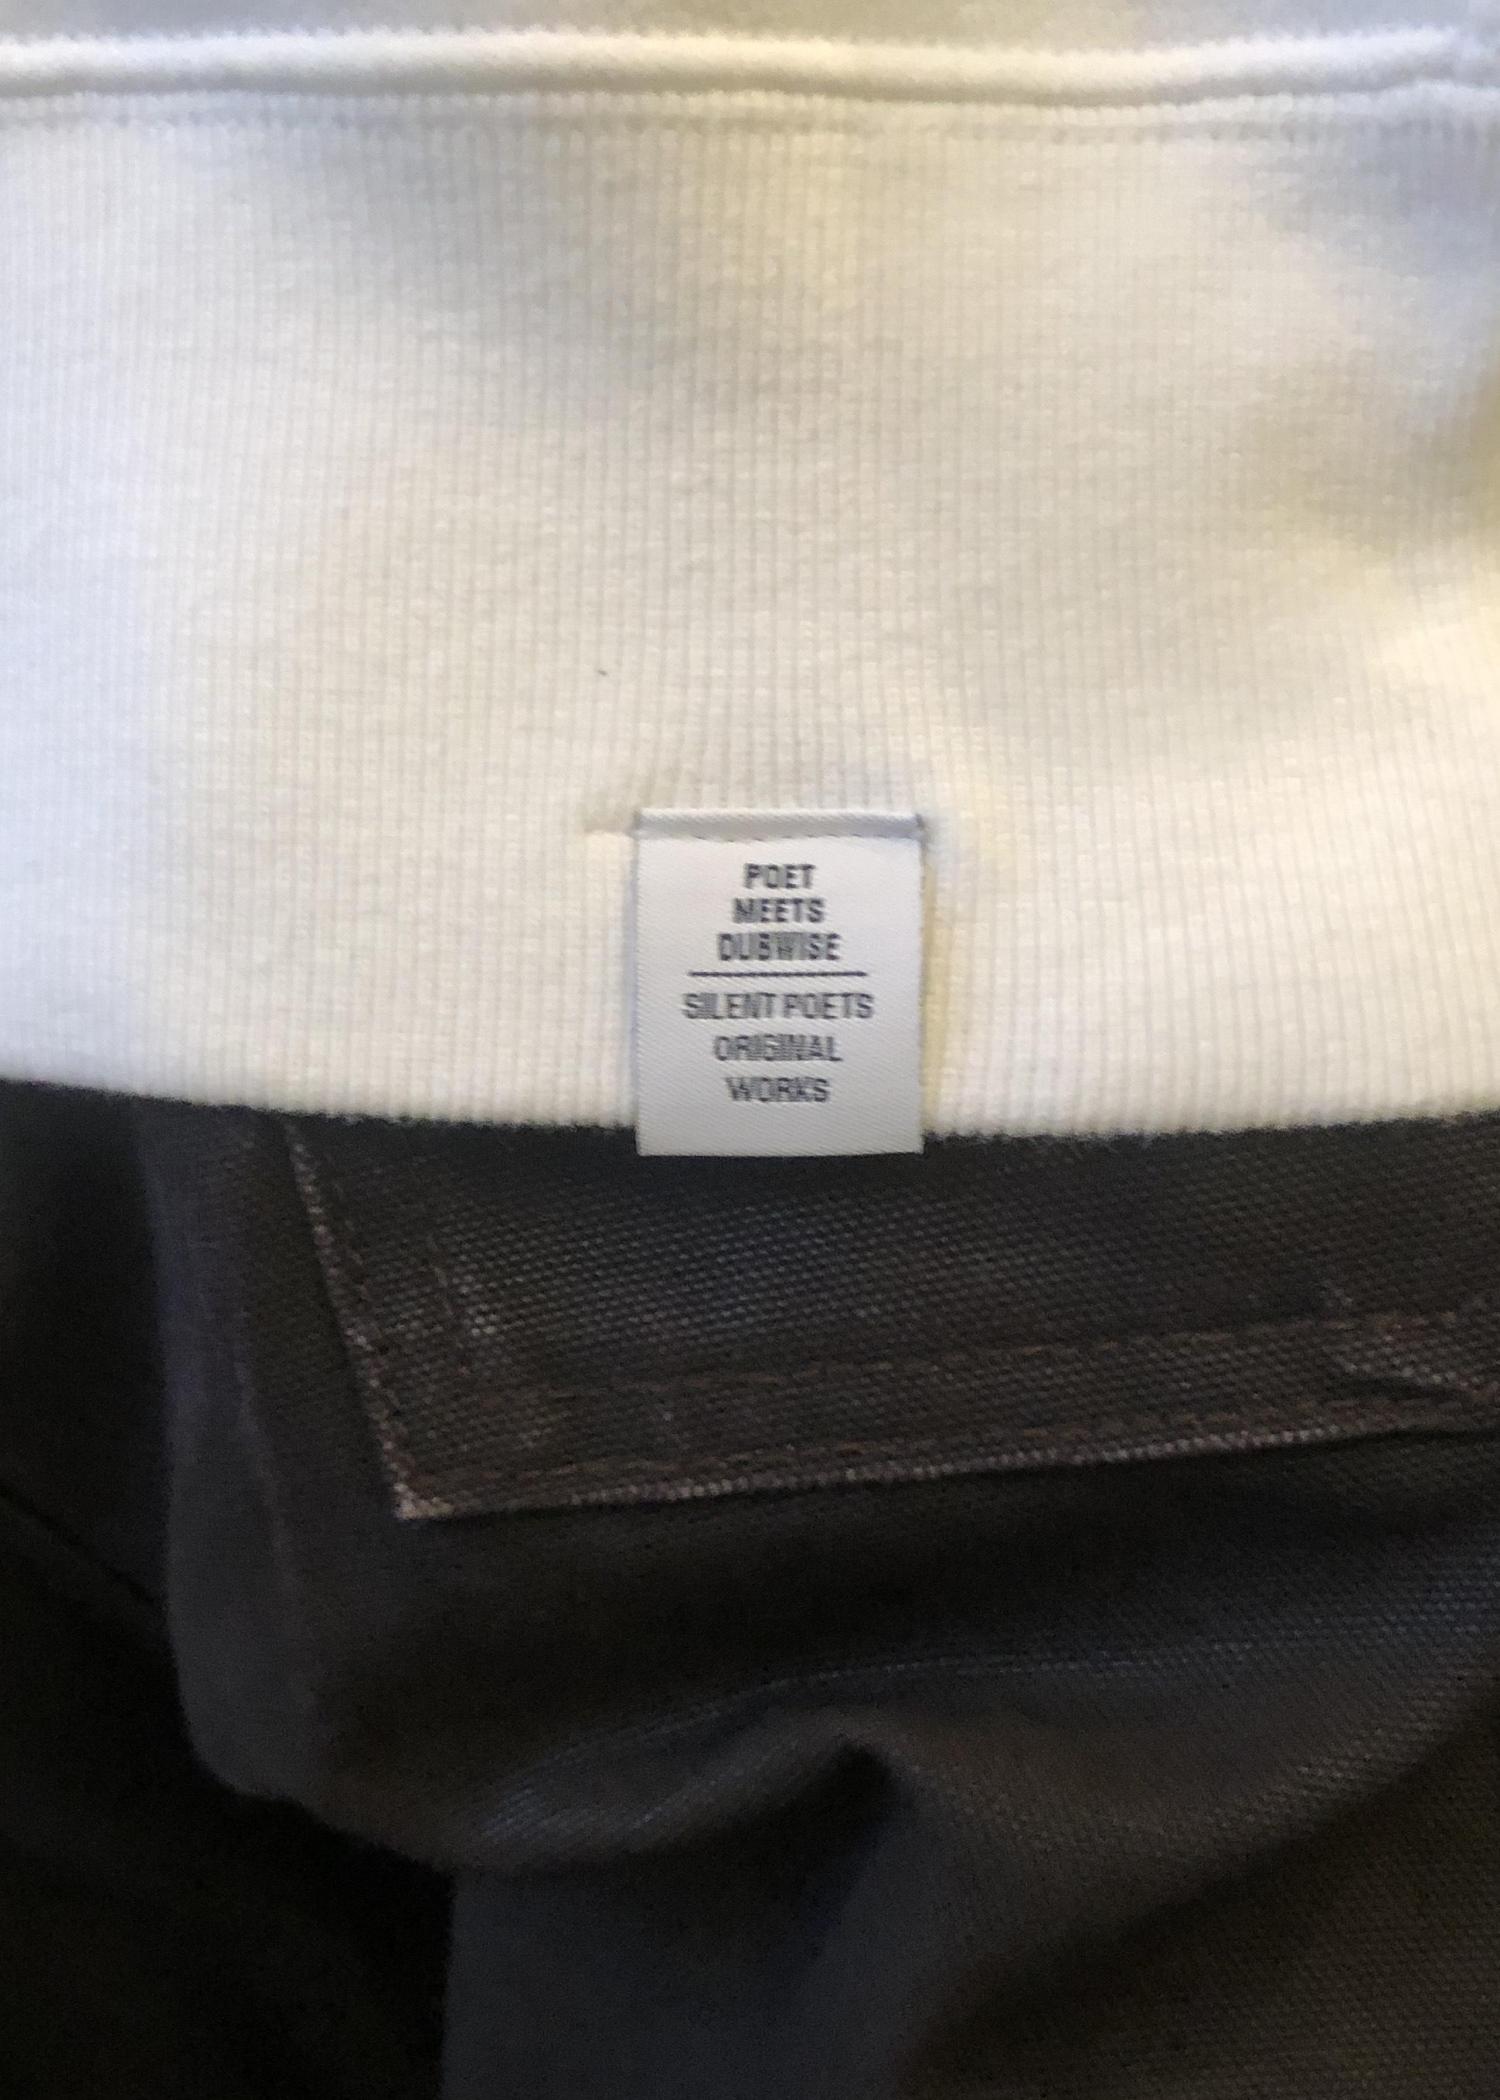 POET
MEETS
DUBWISE
SILENT POETS
ORIGINAL
WORKS